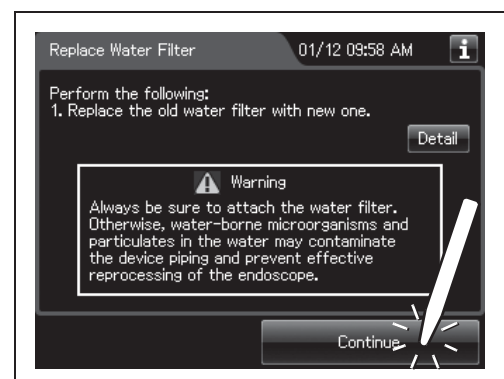 Replace Water Filter
01/12 09:58 AM
i
Perform the following:
1. Replace the old water filter with new one.
Detail
Warning
Always be sure to attach the water filter.
Otherwise, water-borne microorganisms and
particulates in the water may contaminate
the device piping and prevent effective
reprocessing of the endoscope.
Continue